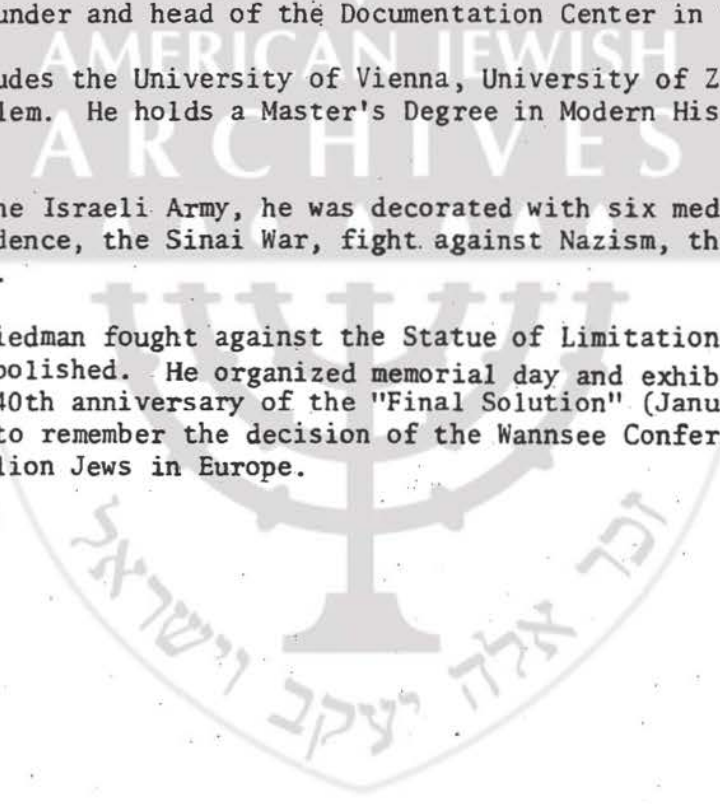 under and head of the Documentation Center in
AMERICAN JEWISH
udes the University of Vienna, University of Z
lem. He holds a Master's Degree in Modern His
ARCHIVES
ne Israeli Army, he was decorated with six med
dence, the Sinai War, fight against Nazism, th
.
iedman fought against the Statue of Limitation
polished. He organized memorial day and exhib
40th anniversary of the "Final Solution" (Janu
to remember the decision of the Wannsee Confer
lion Jews in Europe.
זכר אלה יעקב וישראל